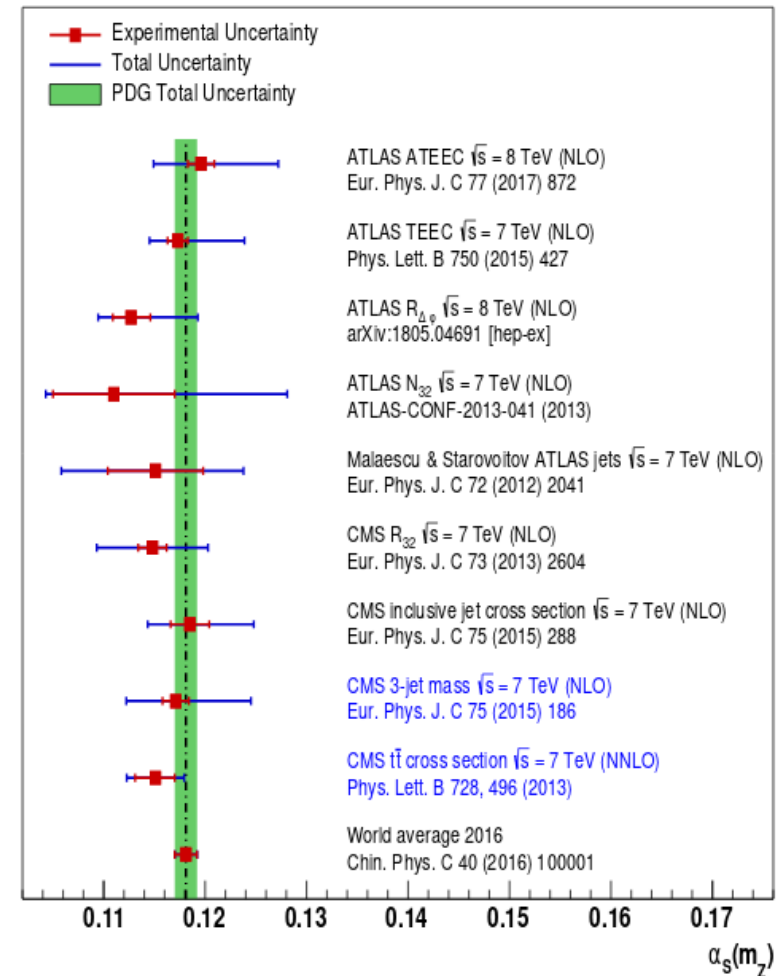 Experimental Uncertainty
Total Uncertainty
PDG Total Uncertainty
ATLAS ATEEC √s = 8 TeV (NLO)
Eur. Phys. J. C 77 (2017) 872
ATLAS TEEC √s = 7 TeV (NLO)
Phys. Lett. B 750 (2015) 427
ATLAS R_Δφ √s = 8 TeV (NLO)
arXiv:1805.04691 [hep-ex]
ATLAS N₃₂ √s = 7 TeV (NLO)
ATLAS-CONF-2013-041 (2013)
Malaescu & Starovoitov ATLAS jets √s = 7 TeV (NLO)
Eur. Phys. J. C 72 (2012) 2041
CMS R₃₂ √s = 7 TeV (NLO)
Eur. Phys. J. C 73 (2013) 2604
CMS inclusive jet cross section √s = 7 TeV (NLO)
Eur. Phys. J. C 75 (2015) 288
CMS 3-jet mass √s = 7 TeV (NLO)
Eur. Phys. J. C 75 (2015) 186
CMS tt̄ cross section √s = 7 TeV (NNLO)
Phys. Lett. B 728, 496 (2013)
World average 2016
Chin. Phys. C 40 (2016) 100001
0.11 0.12 0.13 0.14 0.15 0.16 0.17
α_s(m_z)